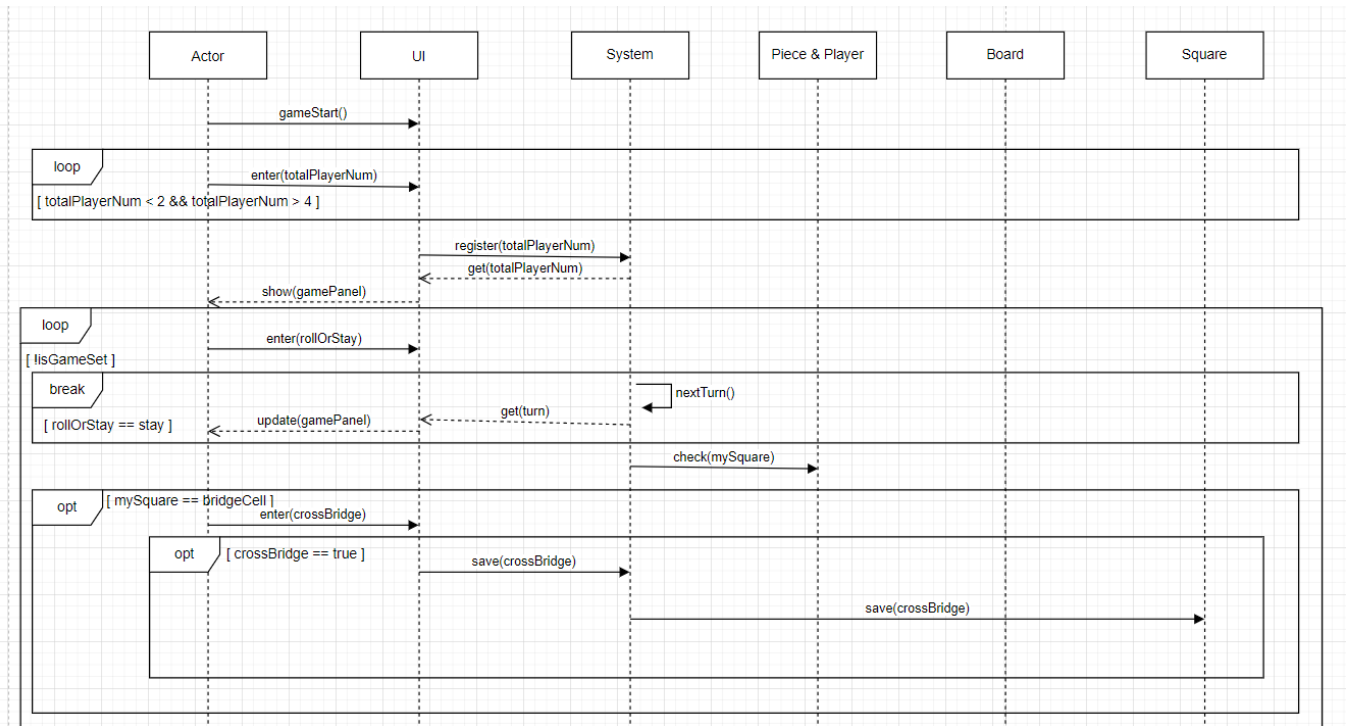 Actor
UI
System
Piece & Player
Board
Square
gameStart()
loop
enter(totalPlayerNum)
[ totalPlayerNum < 2 && totalPlayerNum > 4 ]
register(totalPlayerNum)
get(totalPlayerNum)
show(gamePanel)
loop
enter(rollOrStay)
[ !isGameSet ]
break
nextTurn()
get(turn)
update(gamePanel)
[ rollOrStay == stay ]
check(mySquare)
opt
[ mySquare == bridgeCell ]
enter(crossBridge)
opt
[ crossBridge == true ]
save(crossBridge)
save(crossBridge)